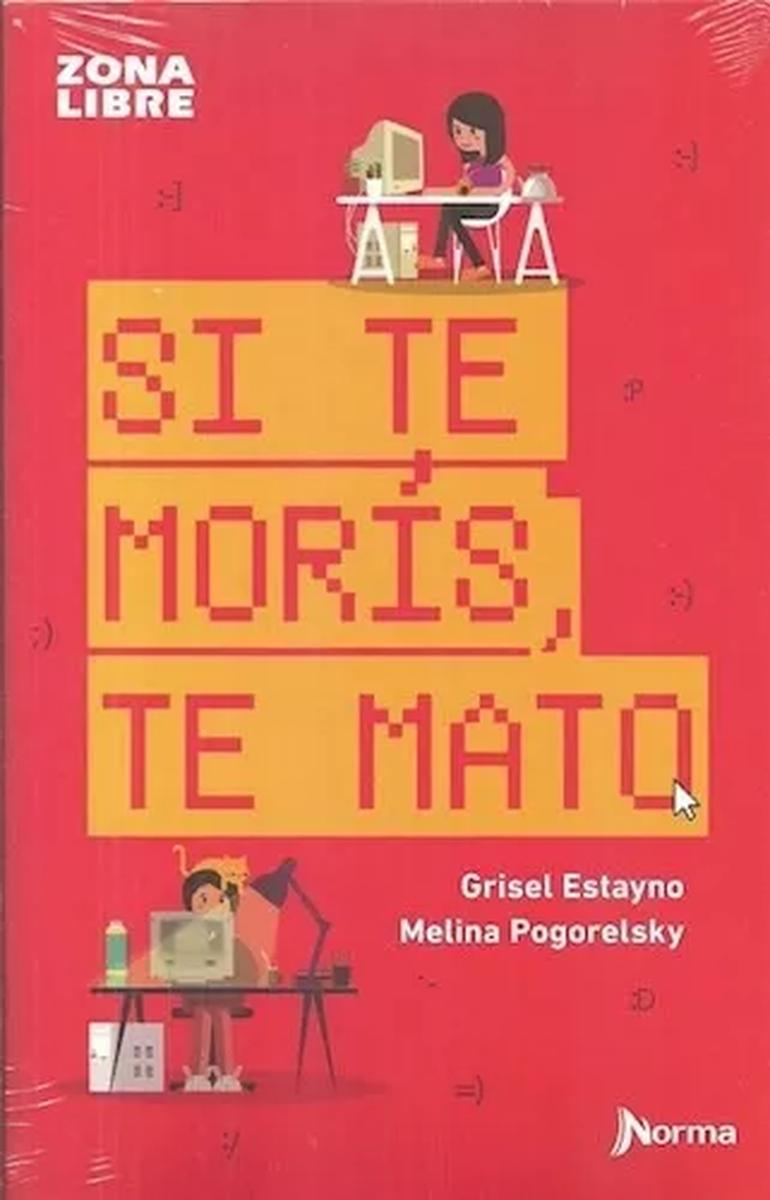 ZONA
LIBRE
:-)
:-)
SI TE
:P
MORÍS,
:-)
;)
TE MATO
Grisel Estayno
Melina Pogorelsky
:D
=)
:/
Norma